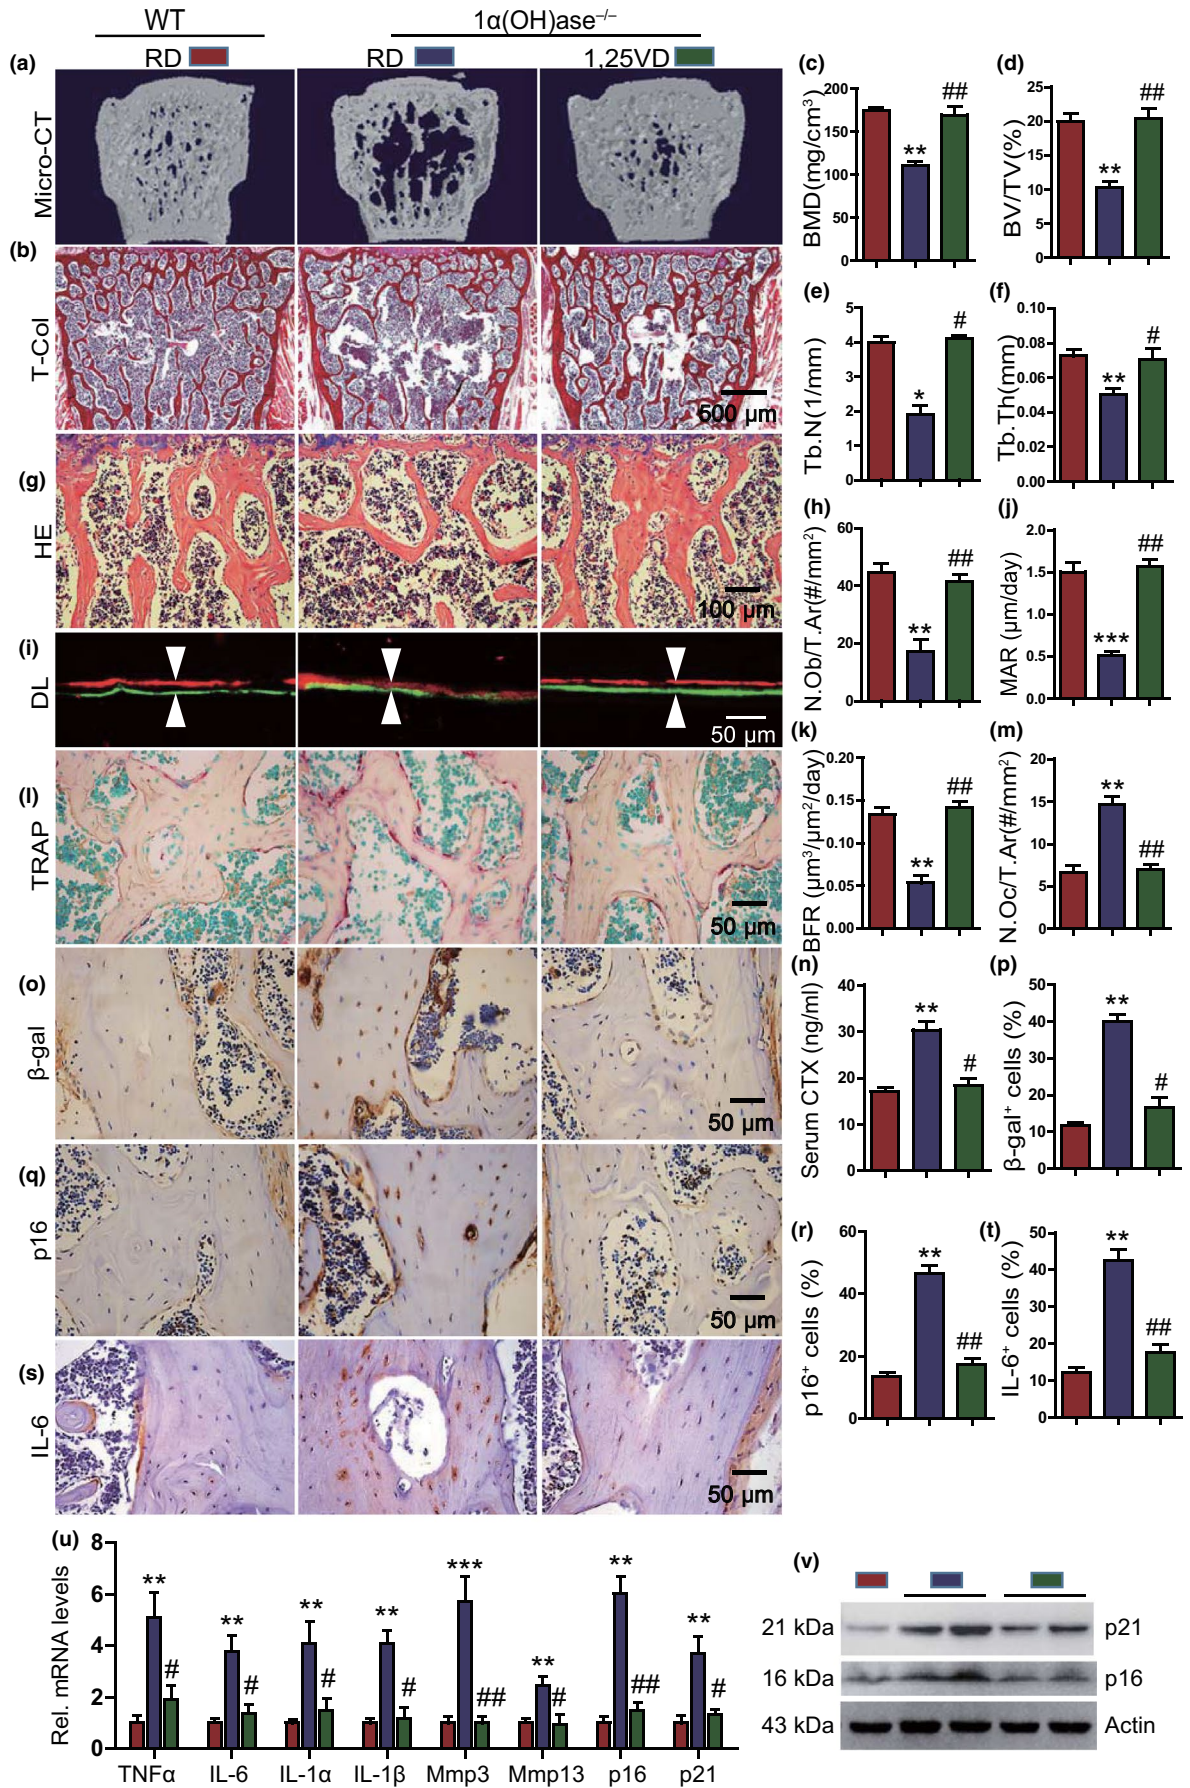 WT 1α(OH)ase⁻/⁻
RD RD 1,25VD
(a) Micro-CT
(b) T-Col
500 µm
(g) HE
100 µm
(i) DL
50 µm
(l) TRAP
50 µm
(o) β-gal
50 µm
(q) p16
50 µm
(s) IL-6
50 µm
(c) BMD(mg/cm³)
200
150
100
50
0
**
##
(d) BV/TV(%)
25
20
15
10
5
0
**
##
(e) Tb.N(1/mm)
5
4
3
2
1
0
*
#
(f) Tb.Th(mm)
0.08
0.06
0.04
0.02
0.00
**
#
(h) N.Ob/T.Ar(#/mm²)
60
40
20
0
**
##
(j) MAR (µm/day)
2.0
1.5
1.0
0.5
0.0
***
##
(k) BFR (µm³/µm²/day)
0.20
0.15
0.10
0.05
0.00
**
##
(m) N.Oc/T.Ar(#/mm²)
20
15
10
5
0
**
##
(n) Serum CTX (ng/ml)
40
30
20
10
0
**
#
(p) β-gal⁺ cells (%)
50
40
30
20
10
0
**
#
(r) p16⁺ cells (%)
60
40
20
0
**
##
(t) IL-6⁺ cells (%)
50
40
30
20
10
0
**
##
(u) Rel. mRNA levels
8
6
4
2
0
** # ** # ** # ** # *** ## ** # ** ## ** #
TNFα IL-6 IL-1α IL-1β Mmp3 Mmp13 p16 p21
(v)
21 kDa p21
16 kDa p16
43 kDa Actin